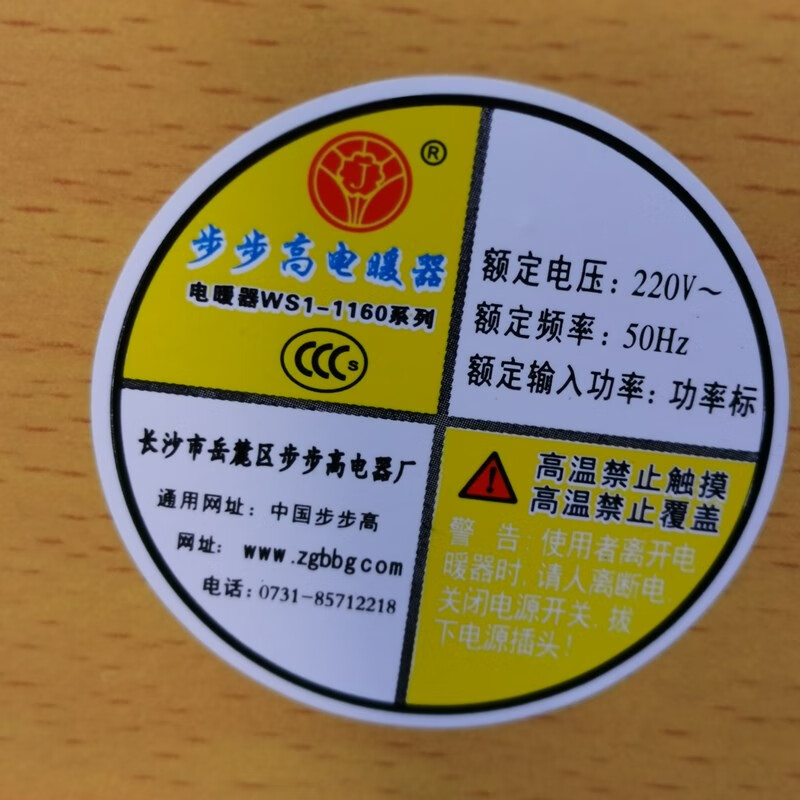 J ®
步步高电暖器
电暖器WS1-1160系列
CCC S
额定电压：220V～
额定频率：50Hz
额定输入功率：功率标
长沙市岳麓区步步高电器厂
通用网址：中国步步高
网址：www.zgbbg.com
电话：0731-85712218
高温禁止触摸
高温禁止覆盖
警 告：使用者离开电
暖器时，请人离断电，
关闭电源开关，拔
下电源插头！